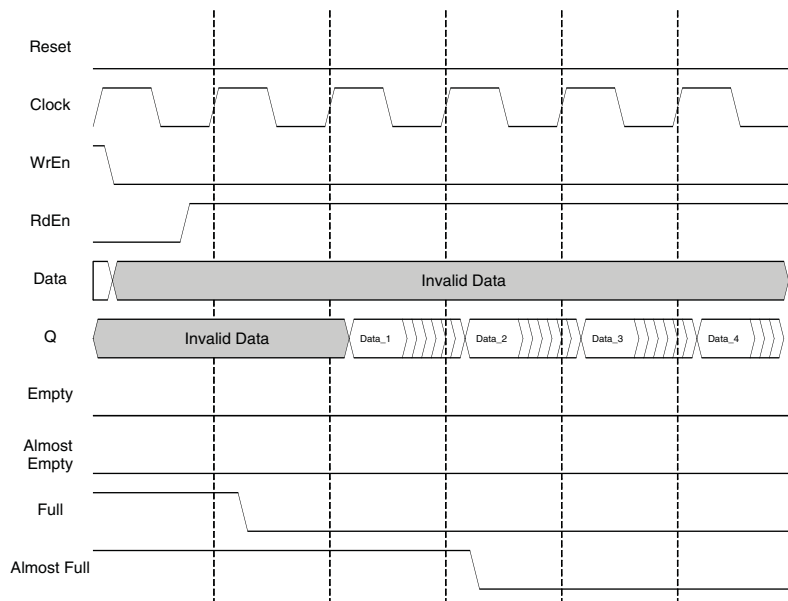 Reset
Clock
WrEn
RdEn
Data
Invalid Data
Q
Invalid Data
Data_1
Data_2
Data_3
Data_4
Empty
Almost
Empty
Full
Almost Full